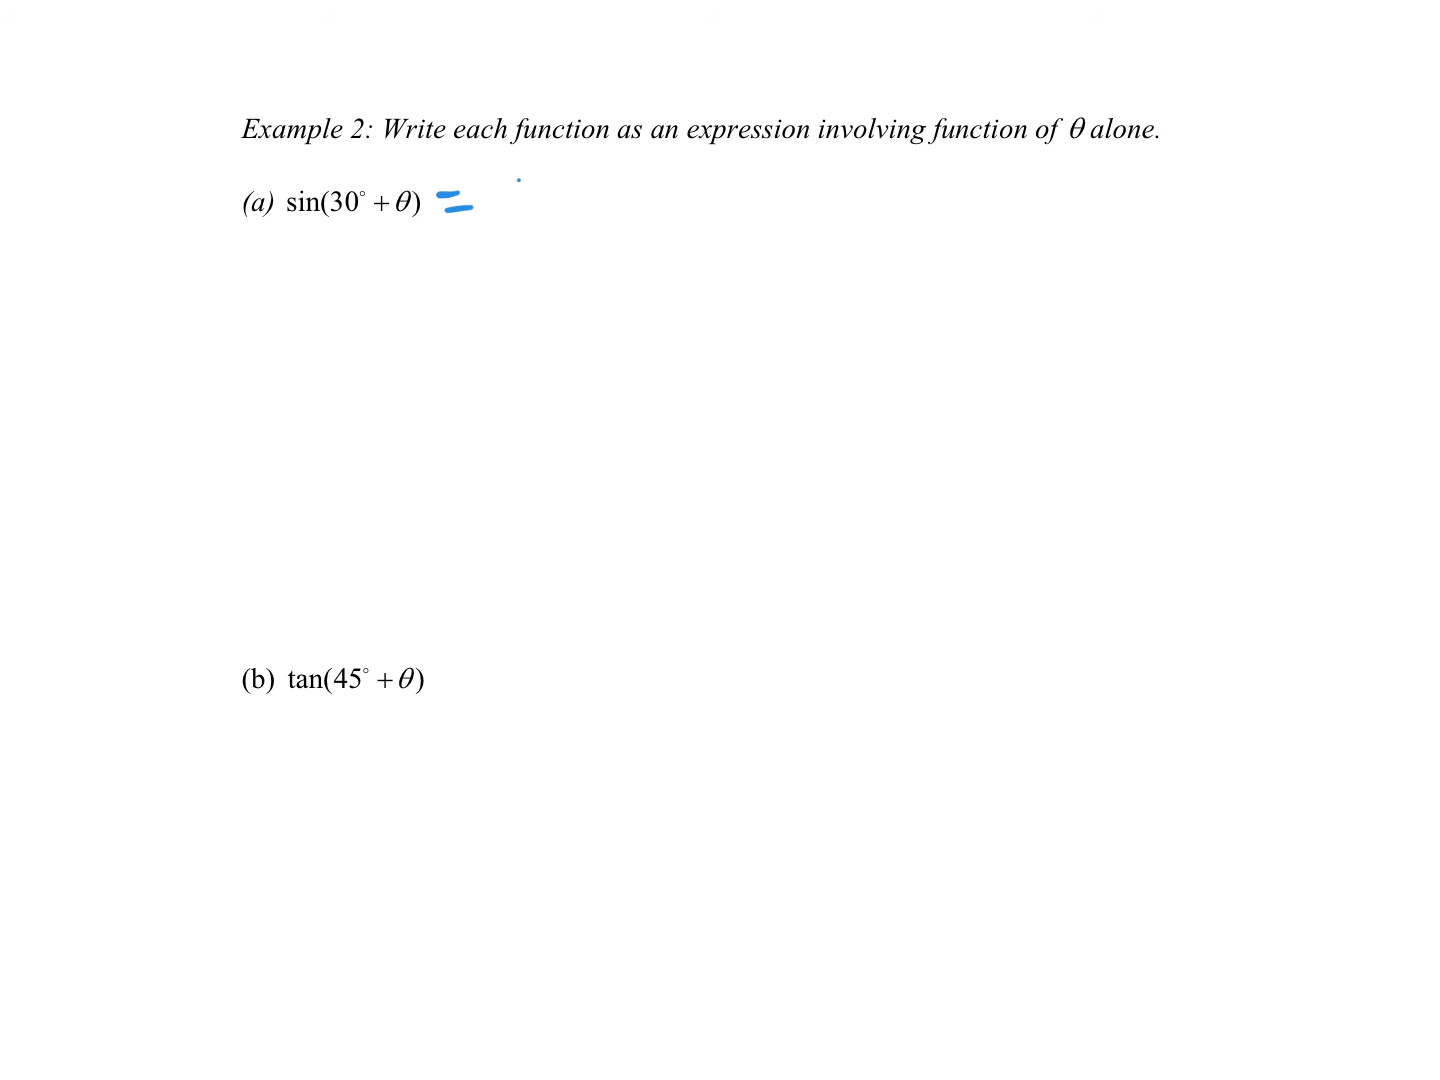 Example 2: Write each function as an expression involving function of θ alone.
(a) sin(30° + θ) =
(b) tan(45° + θ)